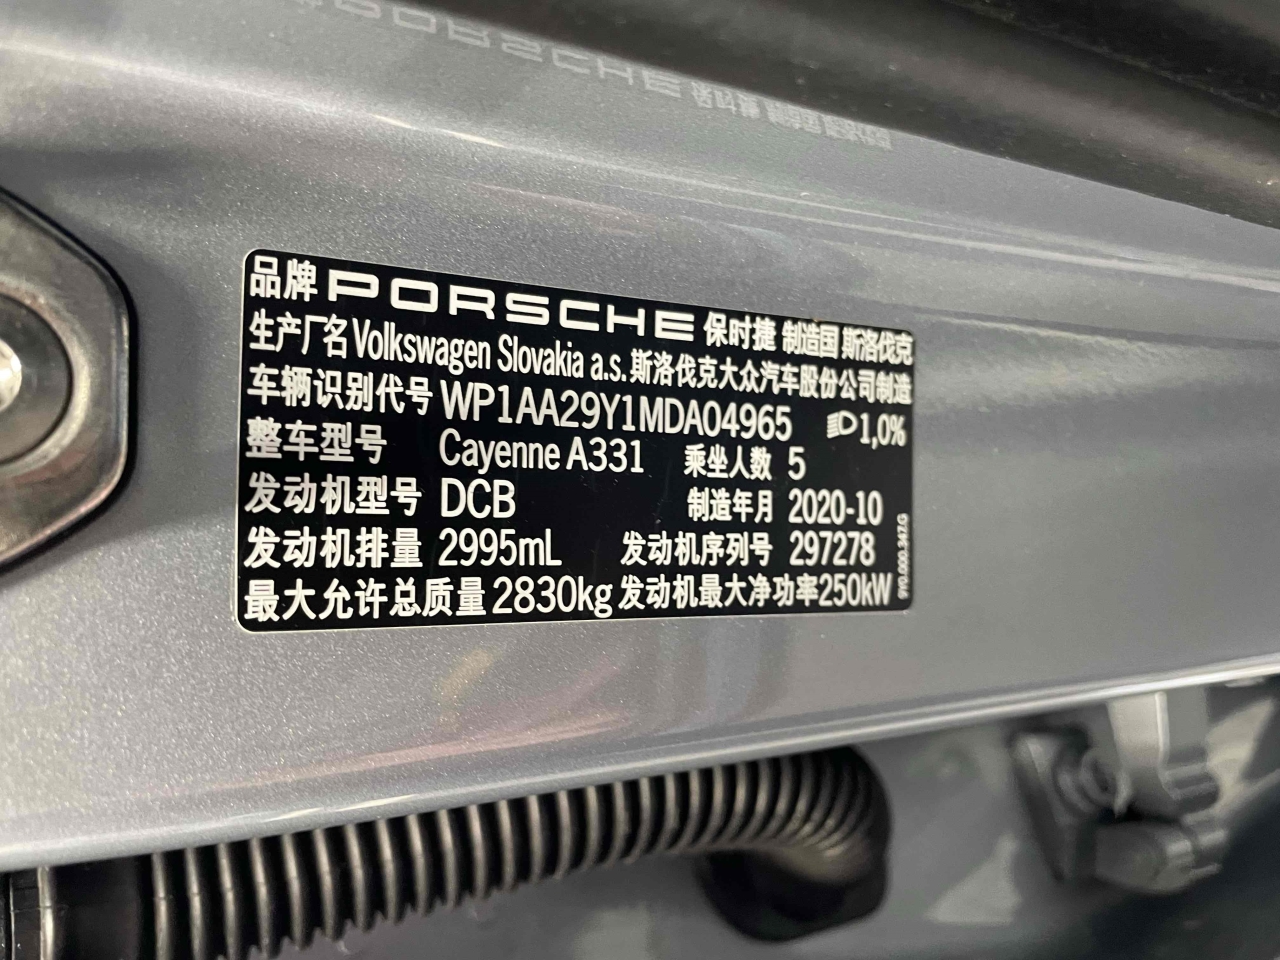 品牌 PORSCHE 保时捷 制造国 斯洛伐克
生产厂名 Volkswagen Slovakia a.s. 斯洛伐克大众汽车股份公司制造
车辆识别代号 WP1AA29Y1MDA04965 1,0%
整车型号 Cayenne A331 乘坐人数 5
发动机型号 DCB 制造年月 2020-10
发动机排量 2995mL 发动机序列号 297278
最大允许总质量 2830kg 发动机最大净功率 250kW
9Y0.000.347.G